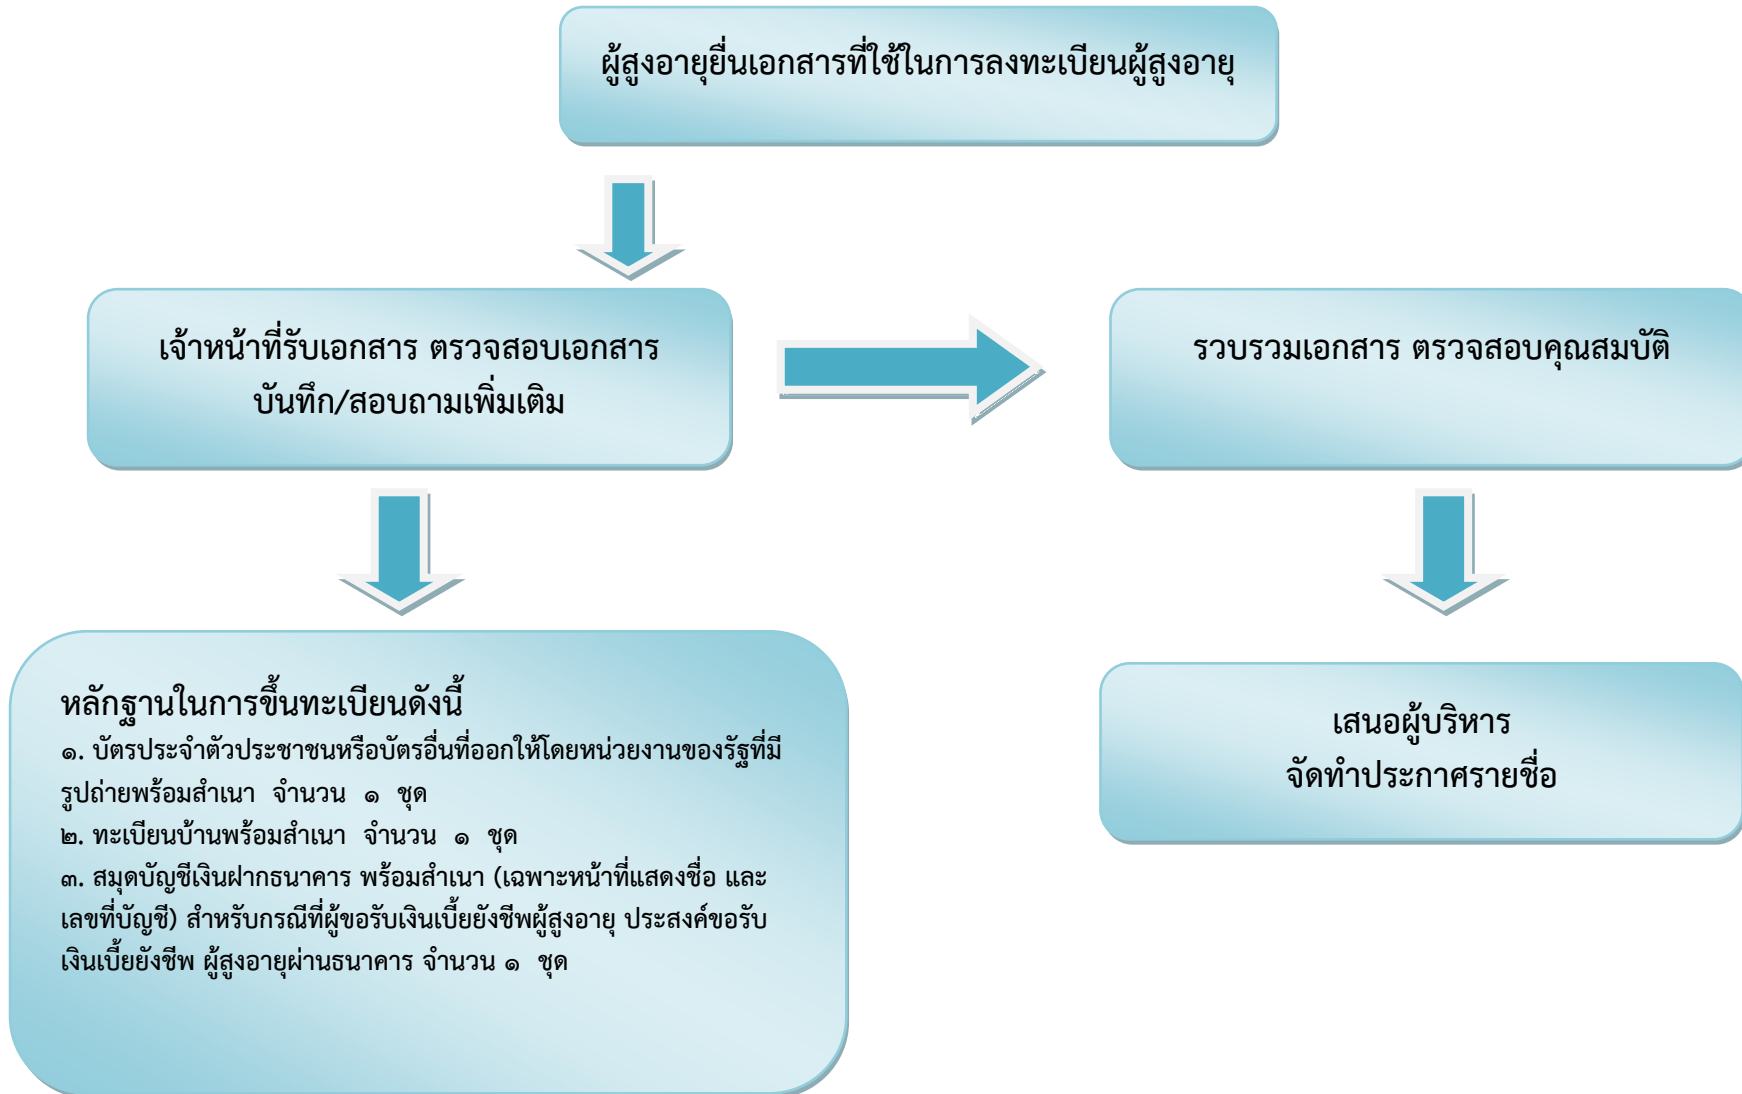 ผู้สูงอายุยื่นเอกสารที่ใช้ในการลงทะเบียนผู้สูงอายุ
เจ้าหน้าที่รับเอกสาร ตรวจสอบเอกสาร
บันทึก/สอบถามเพิ่มเติม
รวบรวมเอกสาร ตรวจสอบคุณสมบัติ
หลักฐานในการขึ้นทะเบียนดังนี้
๑. บัตรประจำตัวประชาชนหรือบัตรอื่นที่ออกให้โดยหน่วยงานของรัฐที่มี
รูปถ่ายพร้อมสำเนา จำนวน ๑ ชุด
๒. ทะเบียนบ้านพร้อมสำเนา จำนวน ๑ ชุด
๓. สมุดบัญชีเงินฝากธนาคาร พร้อมสำเนา (เฉพาะหน้าที่แสดงชื่อ และ
เลขที่บัญชี) สำหรับกรณีที่ผู้ขอรับเงินเบี้ยยังชีพผู้สูงอายุ ประสงค์ขอรับ
เงินเบี้ยยังชีพ ผู้สูงอายุผ่านธนาคาร จำนวน ๑ ชุด
เสนอผู้บริหาร
จัดทำประกาศรายชื่อ